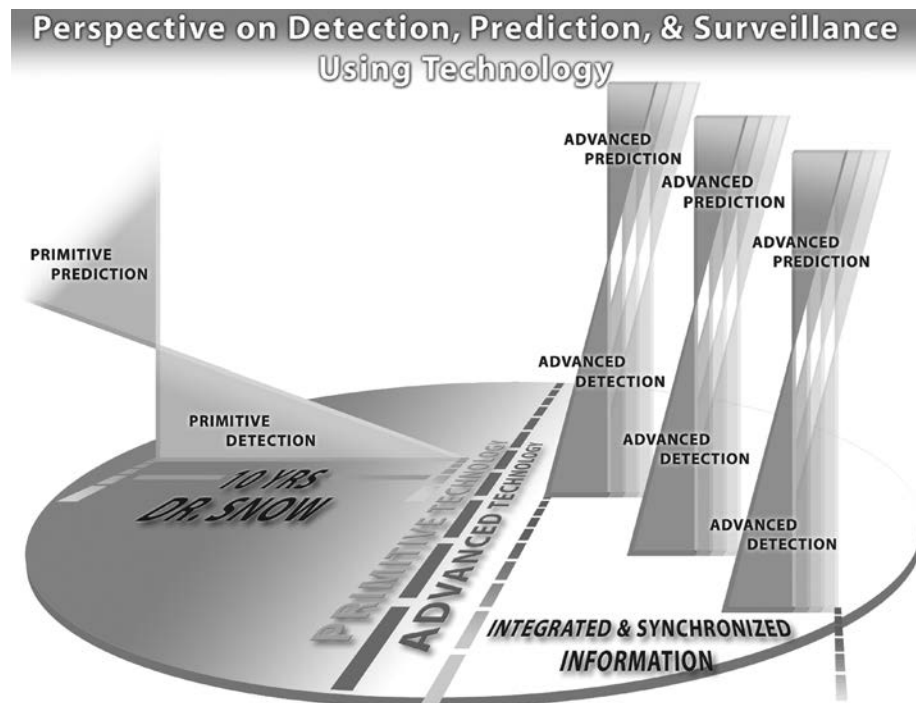 Perspective on Detection, Prediction, & Surveillance
Using Technology
PRIMITIVE
PREDICTION
PRIMITIVE
DETECTION
10 YRS
DR. SNOW
PRIMITIVE TECHNOLOGY
ADVANCED TECHNOLOGY
ADVANCED
PREDICTION
ADVANCED
PREDICTION
ADVANCED
PREDICTION
ADVANCED
DETECTION
ADVANCED
DETECTION
ADVANCED
DETECTION
INTEGRATED & SYNCHRONIZED
INFORMATION